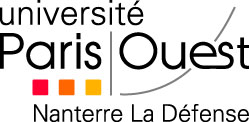 université
Paris Ouest
Nanterre La Défense